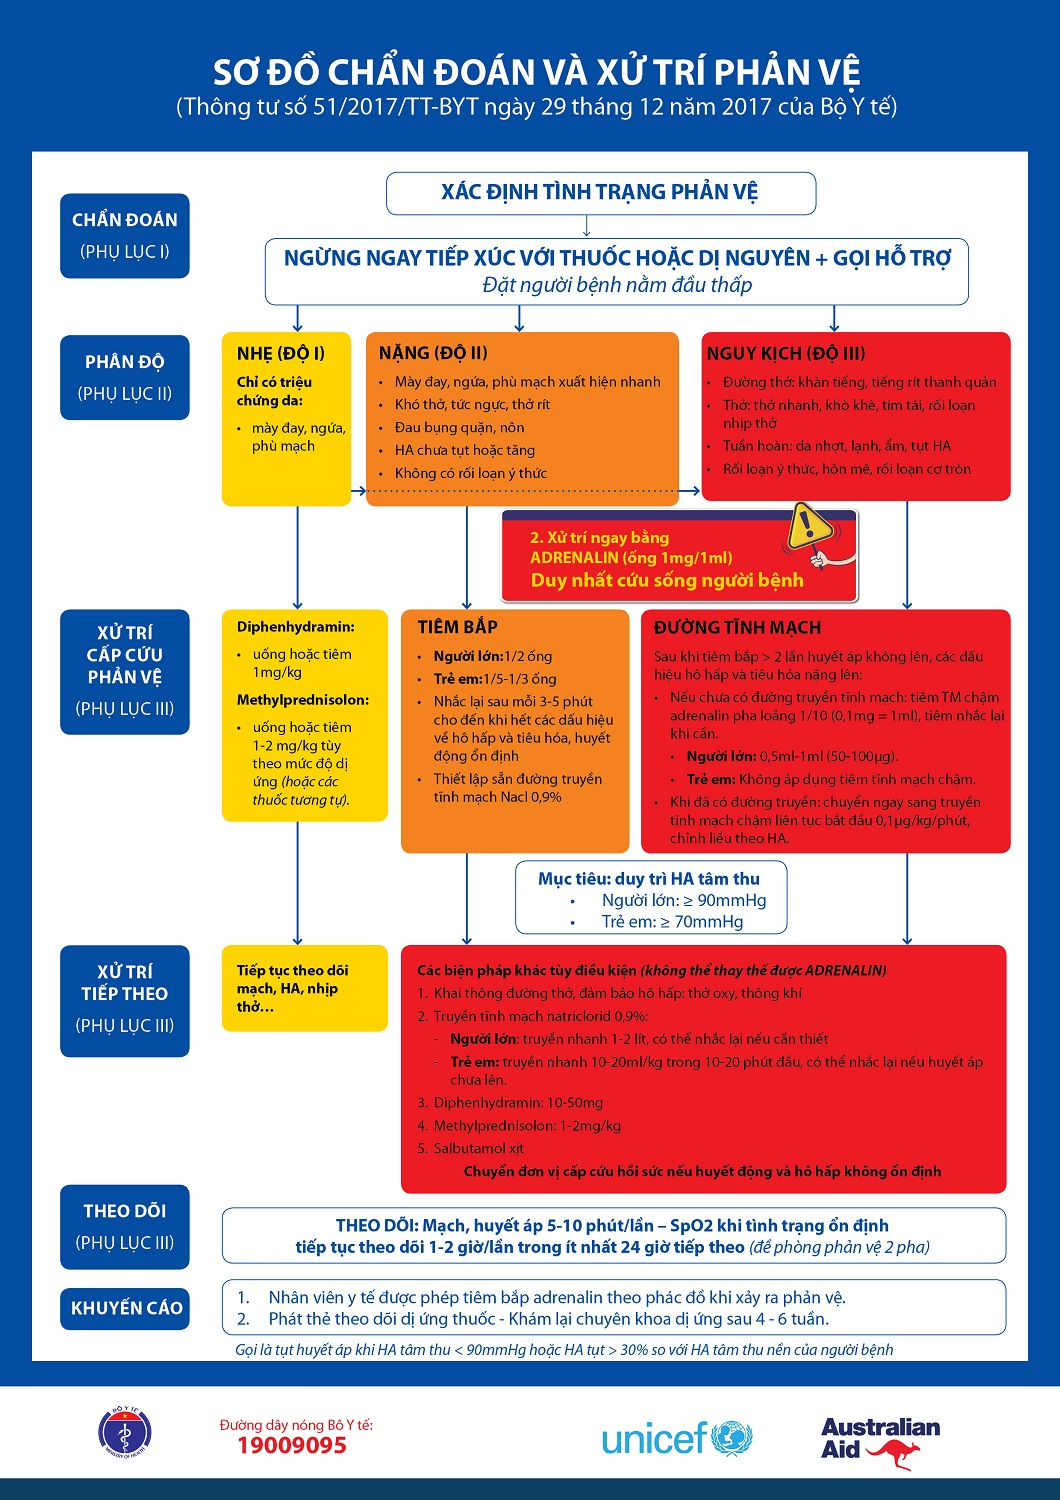 SƠ ĐỒ CHẨN ĐOÁN VÀ XỬ TRÍ PHẢN VỆ
(Thông tư số 51/2017/TT-BYT ngày 29 tháng 12 năm 2017 của Bộ Y tế)
CHẨN ĐOÁN
(PHỤ LỤC I)
XÁC ĐỊNH TÌNH TRẠNG PHẢN VỆ
NGỪNG NGAY TIẾP XÚC VỚI THUỐC HOẶC DỊ NGUYÊN + GỌI HỖ TRỢ
Đặt người bệnh nằm đầu thấp
PHÂN ĐỘ
(PHỤ LỤC II)
NHẸ (ĐỘ I)
Chỉ có triệu
chứng da:
• mày đay, ngứa,
phù mạch
NẶNG (ĐỘ II)
• Mày đay, ngứa, phù mạch xuất hiện nhanh
• Khó thở, tức ngực, thở rít
• Đau bụng quặn, nôn
• HA chưa tụt hoặc tăng
• Không có rối loạn ý thức
NGUY KỊCH (ĐỘ III)
• Đường thở: khàn tiếng, tiếng rít thanh quản
• Thở: thở nhanh, khò khè, tím tái, rối loạn
nhịp thở
• Tuần hoàn: da nhợt, lạnh, ẩm, tụt HA
• Rối loạn ý thức, hôn mê, rối loạn cơ tròn
2. Xử trí ngay bằng
ADRENALIN (ống 1mg/1ml)
Duy nhất cứu sống người bệnh
XỬ TRÍ
CẤP CỨU
PHẢN VỆ
(PHỤ LỤC III)
Diphenhydramin:
• uống hoặc tiêm
1mg/kg
Methylprednisolon:
• uống hoặc tiêm
1-2 mg/kg tùy
theo mức độ dị
ứng (hoặc các
thuốc tương tự).
TIÊM BẮP
• Người lớn:1/2 ống
• Trẻ em:1/5-1/3 ống
• Nhắc lại sau mỗi 3-5 phút
cho đến khi hết các dấu hiệu
về hô hấp và tiêu hóa, huyết
động ổn định
• Thiết lập sẵn đường truyền
tĩnh mạch Nacl 0,9%
ĐƯỜNG TĨNH MẠCH
Sau khi tiêm bắp > 2 lần huyết áp không lên, các dấu
hiệu hô hấp và tiêu hóa nặng lên:
• Nếu chưa có đường truyền tĩnh mạch: tiêm TM chậm
adrenalin pha loãng 1/10 (0,1mg = 1ml), tiêm nhắc lại
khi cần.
• Người lớn: 0,5ml-1ml (50-100µg).
• Trẻ em: Không áp dụng tiêm tĩnh mạch chậm.
• Khi đã có đường truyền: chuyển ngay sang truyền
tĩnh mạch chậm liên tục bắt đầu 0,1µg/kg/phút,
chỉnh liều theo HA.
Mục tiêu: duy trì HA tâm thu
• Người lớn: ≥ 90mmHg
• Trẻ em: ≥ 70mmHg
XỬ TRÍ
TIẾP THEO
(PHỤ LỤC III)
Tiếp tục theo dõi
mạch, HA, nhịp
thở...
Các biện pháp khác tùy điều kiện (không thể thay thế được ADRENALIN)
1. Khai thông đường thở, đảm bảo hô hấp: thở oxy, thông khí
2. Truyền tĩnh mạch natriclorid 0,9%:
- Người lớn: truyền nhanh 1-2 lít, có thể nhắc lại nếu cần thiết
- Trẻ em: truyền nhanh 10-20ml/kg trong 10-20 phút đầu, có thể nhắc lại nếu huyết áp
chưa lên.
3. Diphenhydramin: 10-50mg
4. Methylprednisolon: 1-2mg/kg
5. Salbutamol xịt
Chuyển đơn vị cấp cứu hồi sức nếu huyết động và hô hấp không ổn định
THEO DÕI
(PHỤ LỤC III)
THEO DÕI: Mạch, huyết áp 5-10 phút/lần – SpO2 khi tình trạng ổn định
tiếp tục theo dõi 1-2 giờ/lần trong ít nhất 24 giờ tiếp theo (đề phòng phản vệ 2 pha)
KHUYẾN CÁO
1. Nhân viên y tế được phép tiêm bắp adrenalin theo phác đồ khi xảy ra phản vệ.
2. Phát thẻ theo dõi dị ứng thuốc - Khám lại chuyên khoa dị ứng sau 4 - 6 tuần.
Gọi là tụt huyết áp khi HA tâm thu < 90mmHg hoặc HA tụt > 30% so với HA tâm thu nền của người bệnh
BỘ Y TẾ
MINISTRY OF HEALTH
Đường dây nóng Bộ Y tế:
19009095
unicef
Australian
Aid